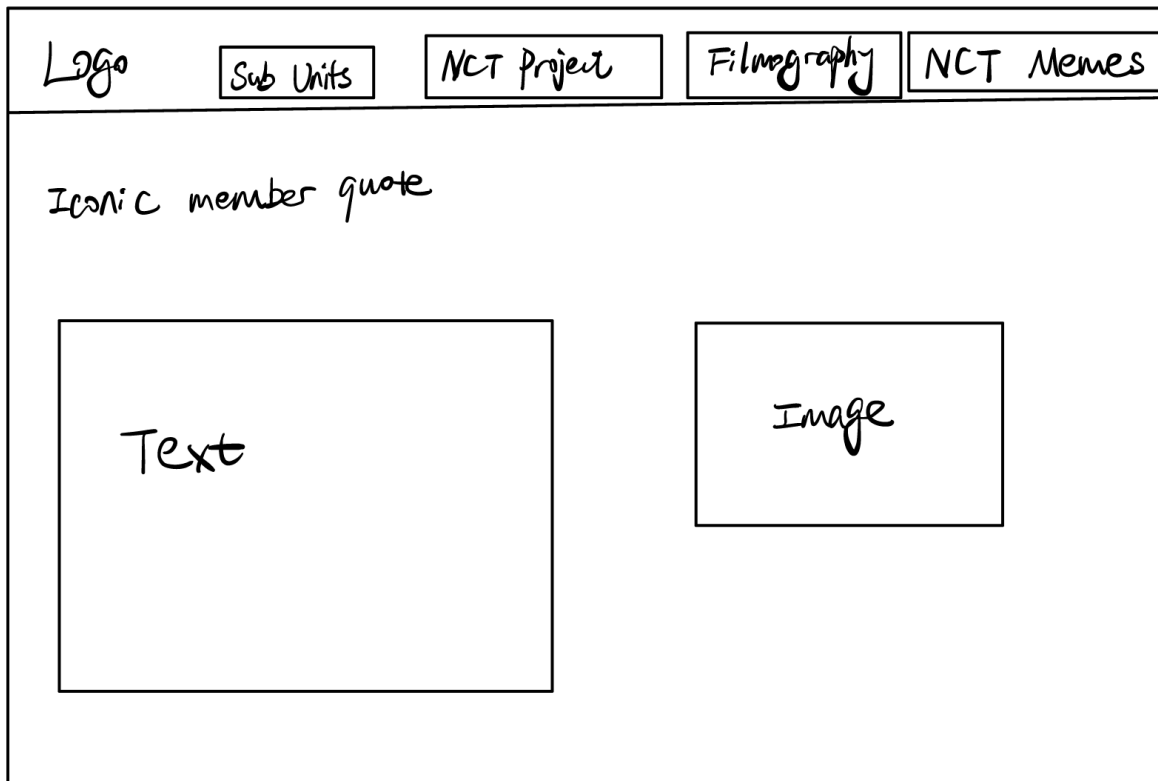 Logo Sub Units NCT Project Filmography NCT Memes
Iconic member quote
Text Image